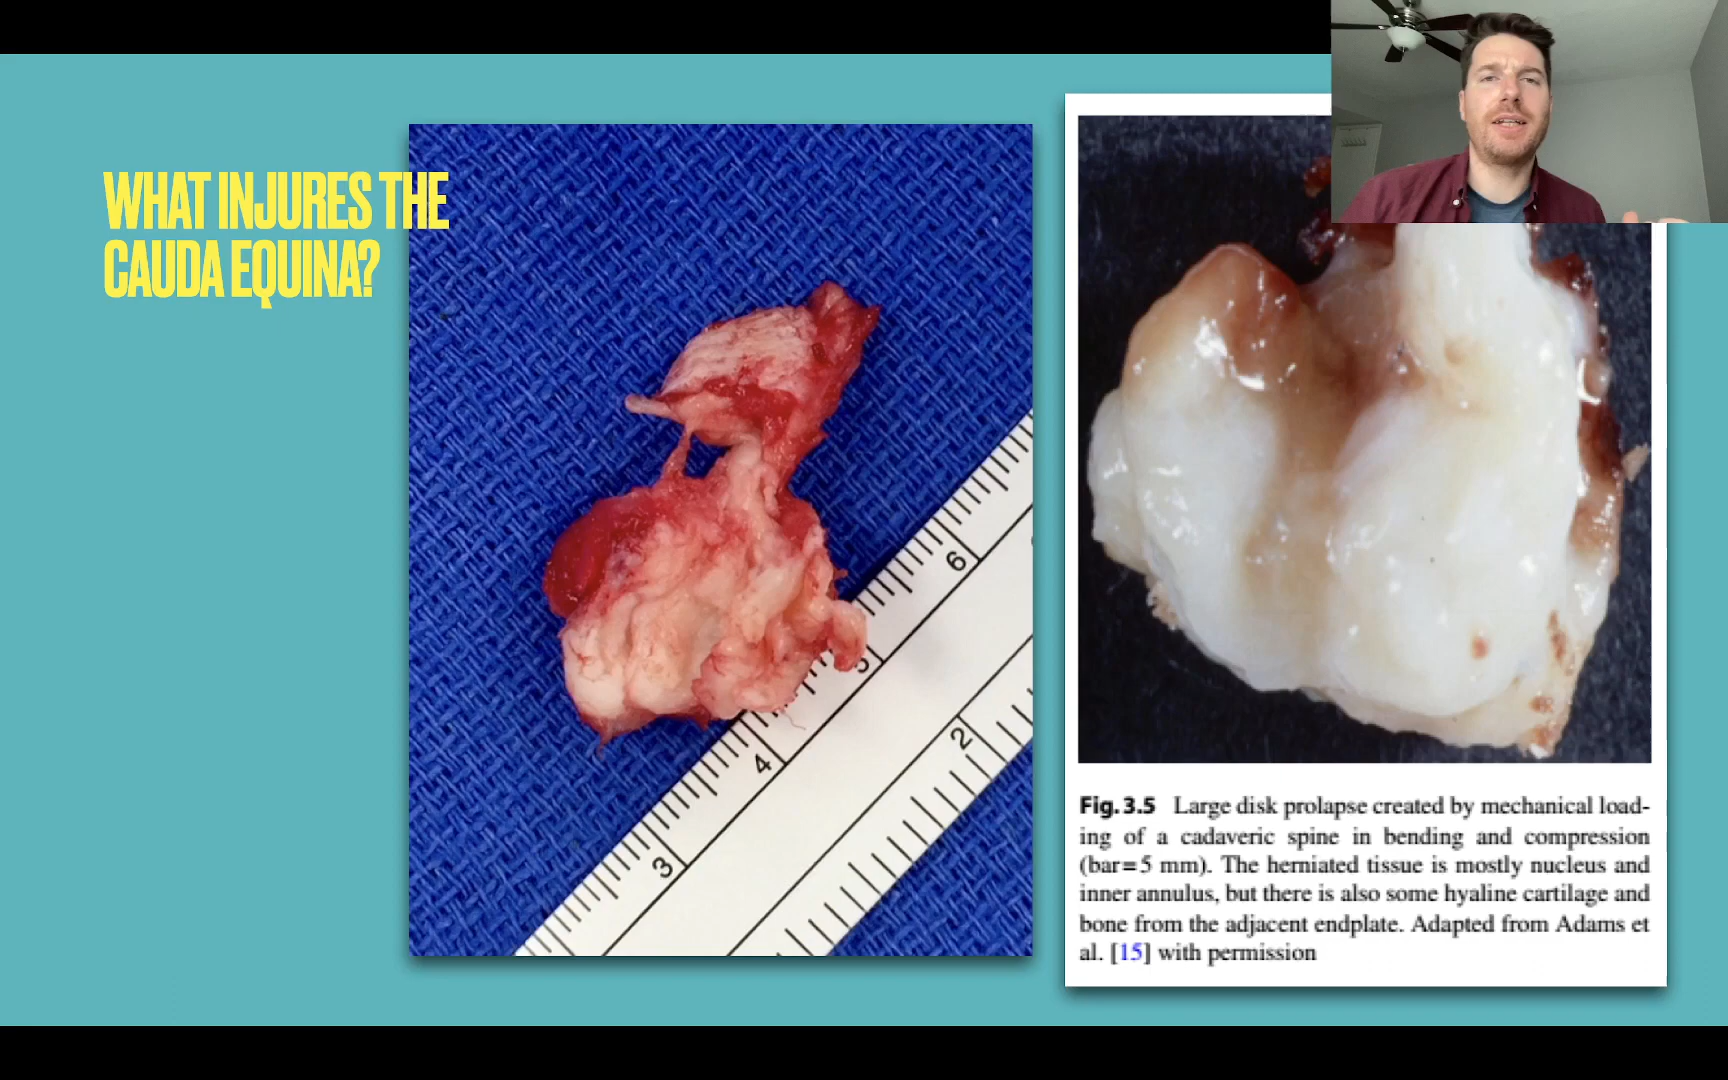 WHAT INJURES THE
CAUDA EQUINA?
6
5
4
3
2
Fig. 3.5 Large disk prolapse created by mechanical load-
ing of a cadaveric spine in bending and compression
(bar=5 mm). The herniated tissue is mostly nucleus and
inner annulus, but there is also some hyaline cartilage and
bone from the adjacent endplate. Adapted from Adams et
al. [15] with permission